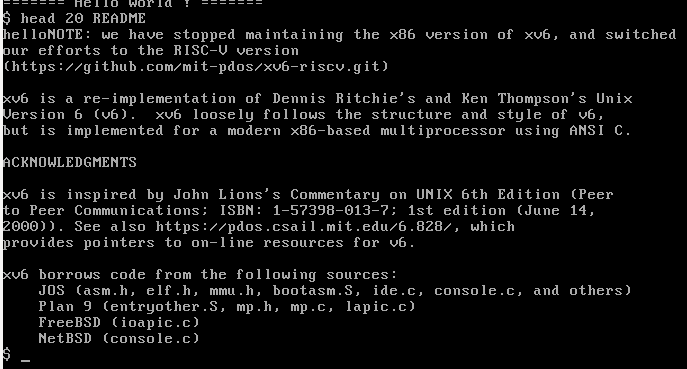 ======= Hello World ! =======
$ head 20 README
helloNOTE: we have stopped maintaining the x86 version of xv6, and switched
our efforts to the RISC-V version
(https://github.com/mit-pdos/xv6-riscv.git)
xv6 is a re-implementation of Dennis Ritchie's and Ken Thompson's Unix
Version 6 (v6).  xv6 loosely follows the structure and style of v6,
but is implemented for a modern x86-based multiprocessor using ANSI C.
ACKNOWLEDGMENTS
xv6 is inspired by John Lions's Commentary on UNIX 6th Edition (Peer
to Peer Communications; ISBN: 1-57398-013-7; 1st edition (June 14,
2000)). See also https://pdos.csail.mit.edu/6.828/, which
provides pointers to on-line resources for v6.
xv6 borrows code from the following sources:
    JOS (asm.h, elf.h, mmu.h, bootasm.S, ide.c, console.c, and others)
    Plan 9 (entryother.S, mp.h, mp.c, lapic.c)
    FreeBSD (ioapic.c)
    NetBSD (console.c)
$ _